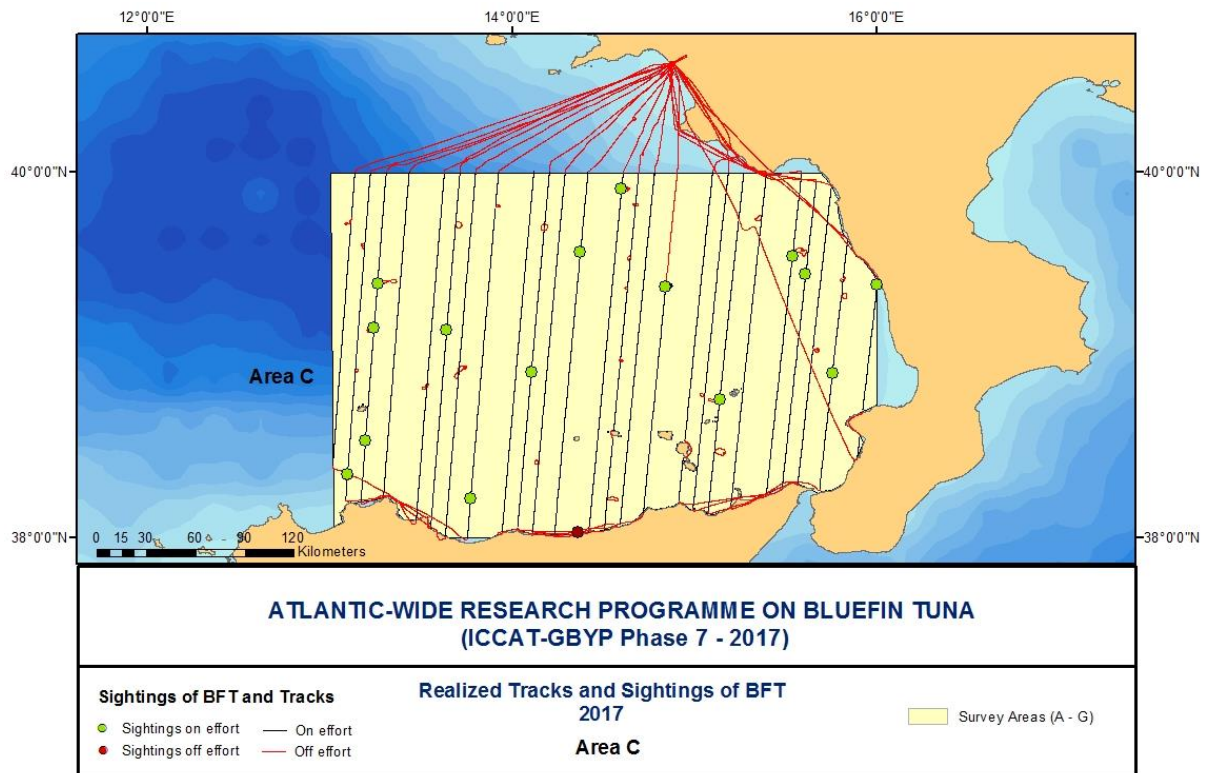 12°0'0"E 14°0'0"E 16°0'0"E
40°0'0"N 40°0'0"N
Area C
38°0'0"N 38°0'0"N
0 15 30 60 90 120
Kilometers
ATLANTIC-WIDE RESEARCH PROGRAMME ON BLUEFIN TUNA
(ICCAT-GBYP Phase 7 - 2017)
Sightings of BFT and Tracks
Sightings on effort On effort
Sightings off effort Off effort
Realized Tracks and Sightings of BFT
2017
Area C
Survey Areas (A - G)